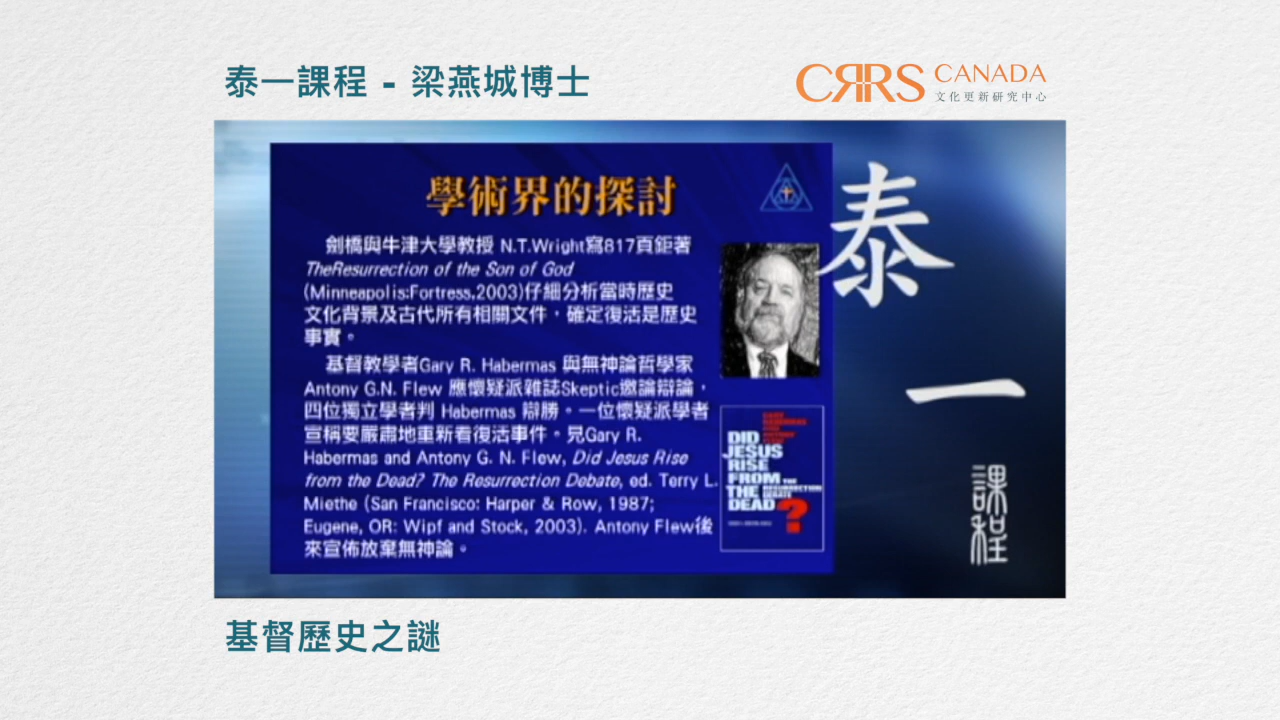 泰一課程 - 梁燕城博士
CRRS CANADA
文化更新研究中心
學術界的探討
劍橋與牛津大學教授 N.T.Wright寫817頁鉅著
TheResurrection of the Son of God
(Minneapolis:Fortress,2003)仔細分析當時歷史
文化背景及古代所有相關文件，確定復活是歷史
事實。
基督教學者Gary R. Habermas 與無神論哲學家
Antony G.N. Flew 應懷疑派雜誌Skeptic邀論辯論，
四位獨立學者判 Habermas 辯勝。一位懷疑派學者
宣稱要嚴肅地重新看復活事件。見Gary R.
Habermas and Antony G. N. Flew, Did Jesus Rise
from the Dead? The Resurrection Debate, ed. Terry L.
Miethe (San Francisco: Harper & Row, 1987;
Eugene, OR: Wipf and Stock, 2003). Antony Flew後
來宣佈放棄無神論。
DID
JESUS
RISE
FROM THE
THE RESURRECTION DEBATE
DEAD?
泰一課程
基督歷史之謎